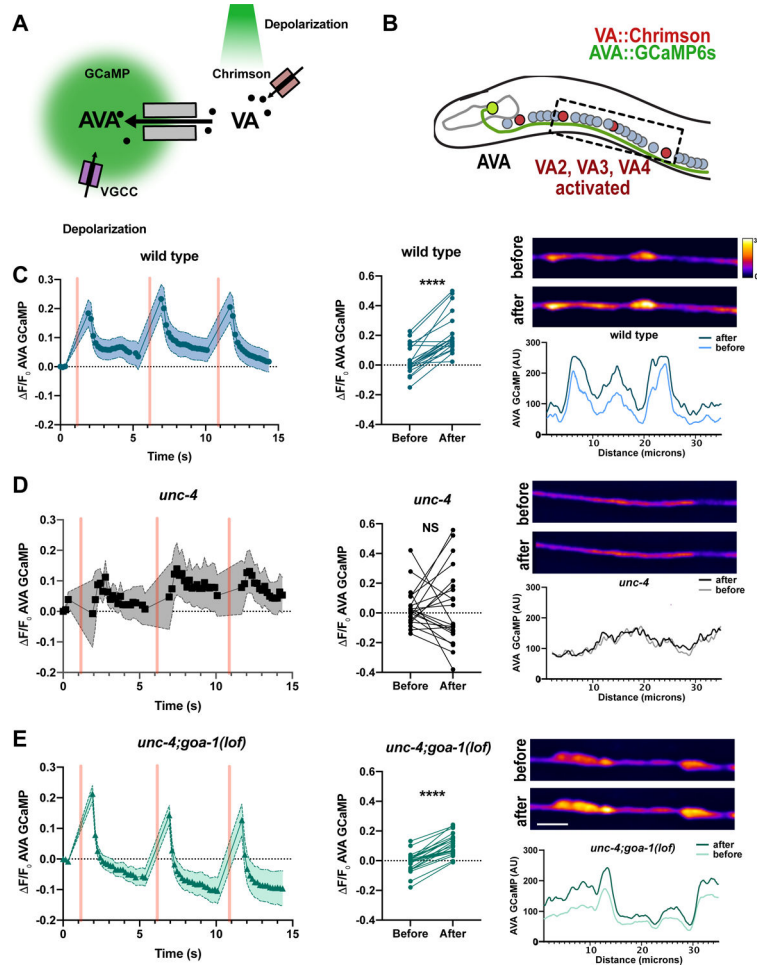 A
Depolarization
GCaMP
Chrimson
AVA
VA
VGCC
Depolarization
B
VA::Chrimson
AVA::GCaMP6s
AVA
VA2, VA3, VA4
activated
C
wild type
ΔF/F₀ AVA GCaMP
0.4
0.3
0.2
0.1
0.0
-0.1
-0.2
0 5 10 15
Time (s)
wild type
****
ΔF/F₀ AVA GCaMP
0.6
0.4
0.2
0.0
-0.2
-0.4
Before After
before
after
3
0
wild type
after
before
AVA GCaMP (AU)
300
200
100
0
10 20 30
Distance (microns)
D
unc-4
ΔF/F₀ AVA GCaMP
0.3
0.2
0.1
0.0
-0.1
-0.2
0 5 10 15
Time (s)
unc-4
NS
ΔF/F₀ AVA GCaMP
0.6
0.4
0.2
0.0
-0.2
-0.4
Before After
before
after
unc-4
after
before
AVA GCaMP (AU)
300
200
100
0
10 20 30
Distance (microns)
E
unc-4;goa-1(lof)
ΔF/F₀ AVA GCaMP
0.3
0.2
0.1
0.0
-0.1
-0.2
0 5 10 15
Time (s)
unc-4;goa-1(lof)
****
ΔF/F₀ AVA GCaMP
0.6
0.4
0.2
0.0
-0.2
-0.4
Before After
before
after
unc-4;goa-1(lof)
after
before
AVA GCaMP (AU)
300
200
100
0
10 20 30
Distance (microns)